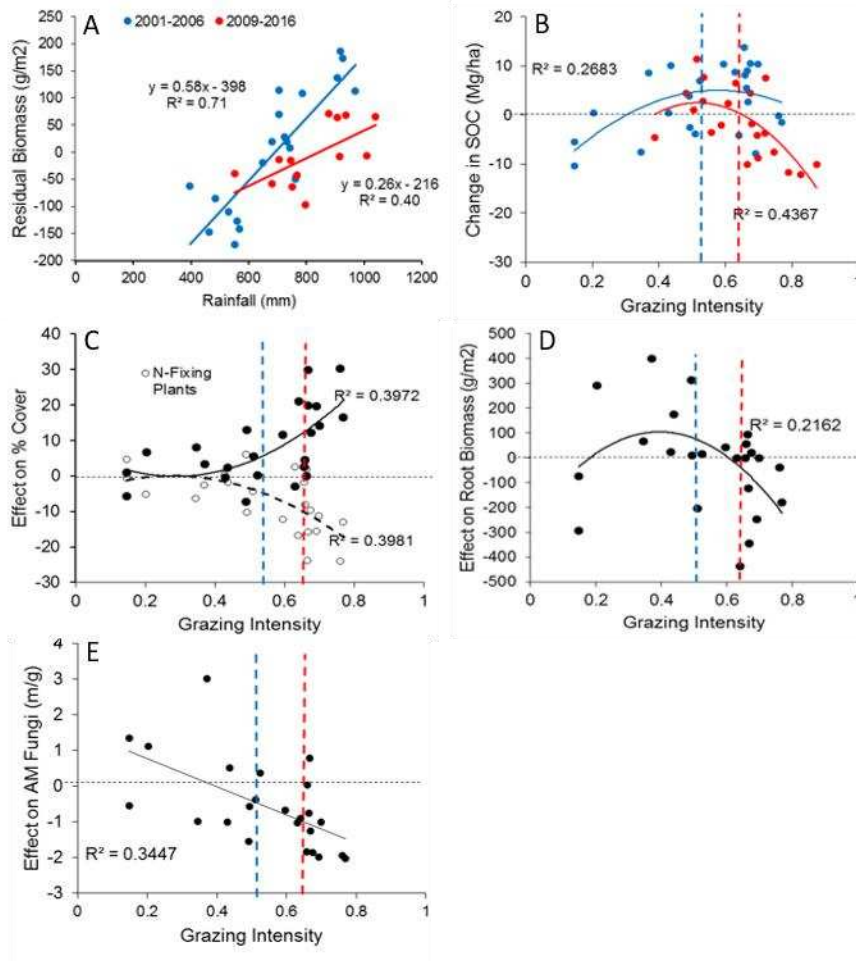 A
2001-2006
2009-2016
Residual Biomass (g/m2)
250
200
150
100
50
0
-50
-100
-150
-200
y = 0.58x - 398
R² = 0.71
y = 0.26x - 216
R² = 0.40
0 200 400 600 800 1000 1200
Rainfall (mm)
B
Change in SOC (Mg/ha)
20
10
0
-10
-20
-30
R² = 0.2683
R² = 0.4367
0 0.2 0.4 0.6 0.8 1
Grazing Intensity
C
Effect on % Cover
40
30
20
10
0
-10
-20
-30
N-Fixing
Plants
R² = 0.3972
R² = 0.3981
0 0.2 0.4 0.6 0.8 1
Grazing Intensity
D
Effect on Root Biomass (g/m2)
500
400
300
200
100
0
-100
-200
-300
-400
-500
R² = 0.2162
0 0.2 0.4 0.6 0.8 1
Grazing Intensity
E
Effect on AM Fungi (m/g)
4
3
1
0
-1
-2
-3
R² = 0.3447
0 0.2 0.4 0.6 0.8 1
Grazing Intensity